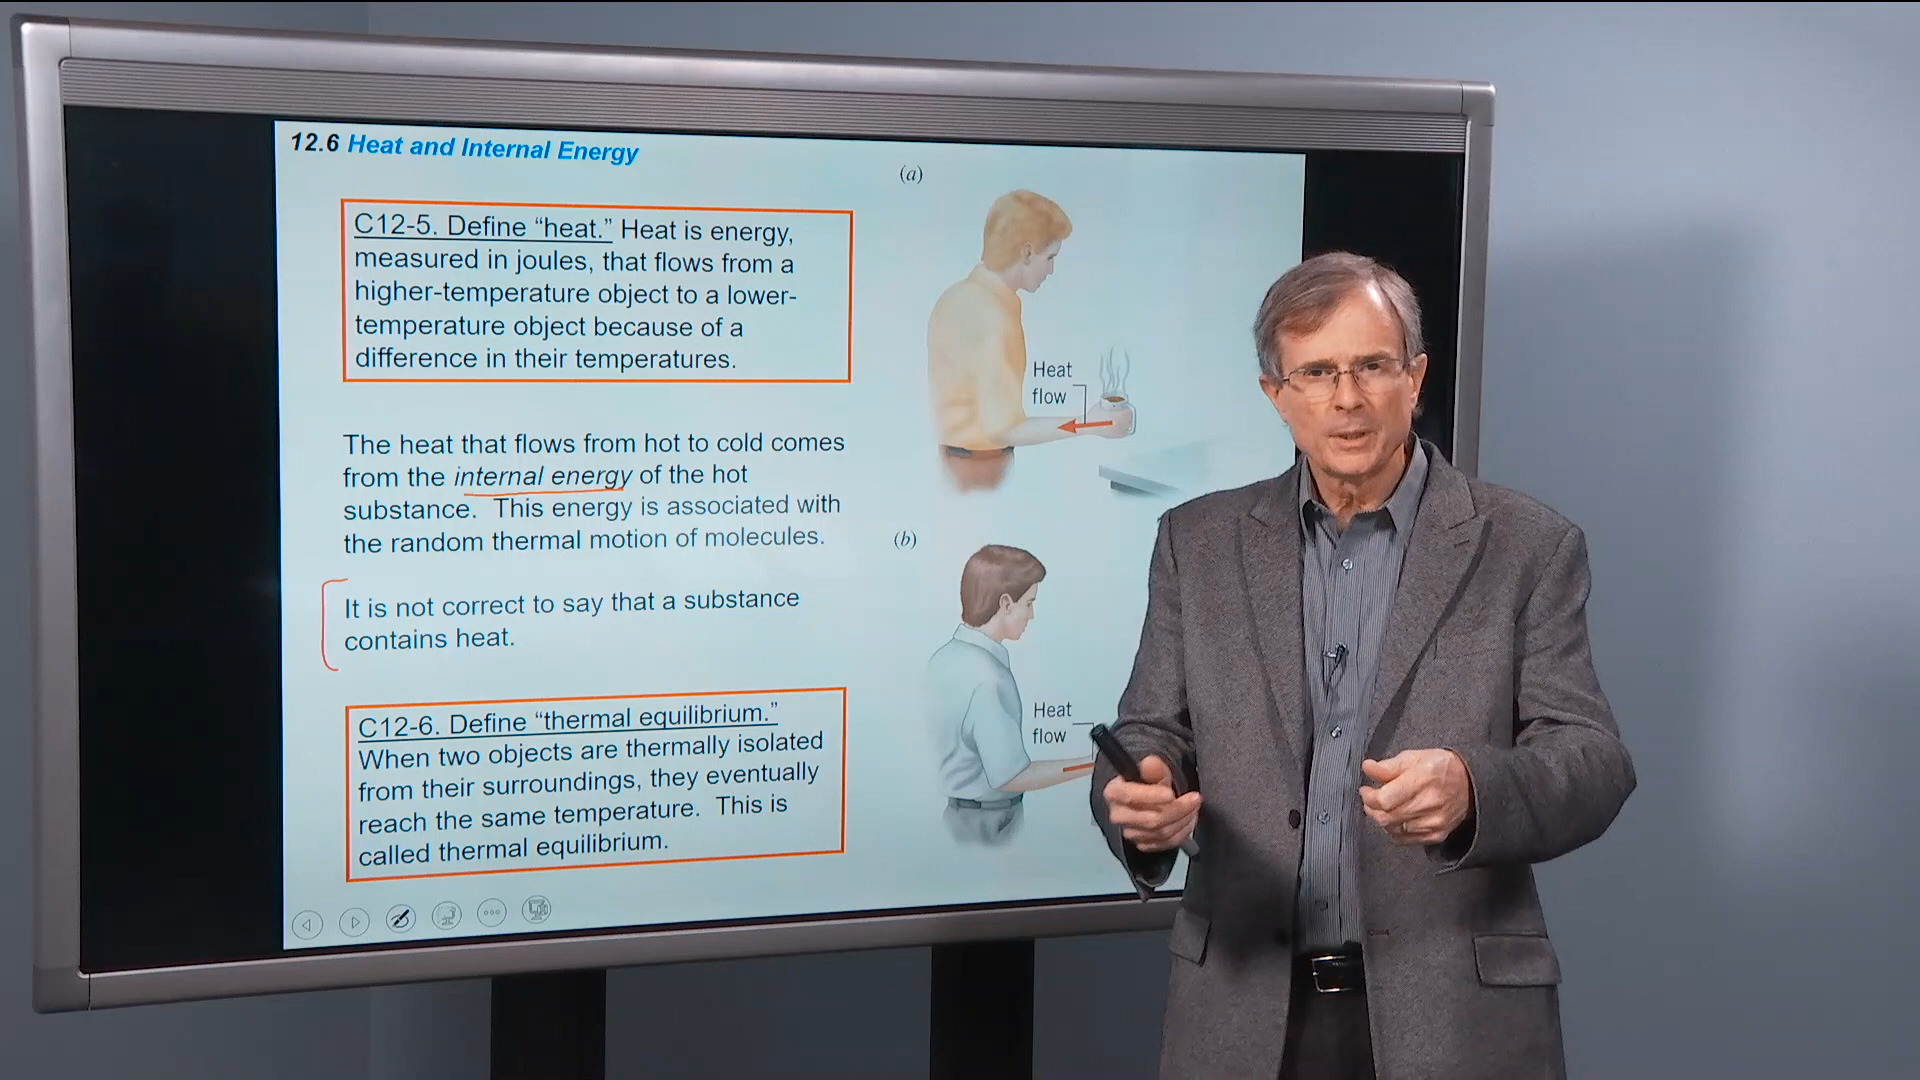 12.6 Heat and Internal Energy
C12-5. Define “heat.” Heat is energy,
measured in joules, that flows from a
higher-temperature object to a lower-
temperature object because of a
difference in their temperatures.
The heat that flows from hot to cold comes
from the internal energy of the hot
substance. This energy is associated with
the random thermal motion of molecules.
It is not correct to say that a substance
contains heat.
C12-6. Define “thermal equilibrium.”
When two objects are thermally isolated
from their surroundings, they eventually
reach the same temperature. This is
called thermal equilibrium.
(a)
Heat
flow
(b)
Heat
flow